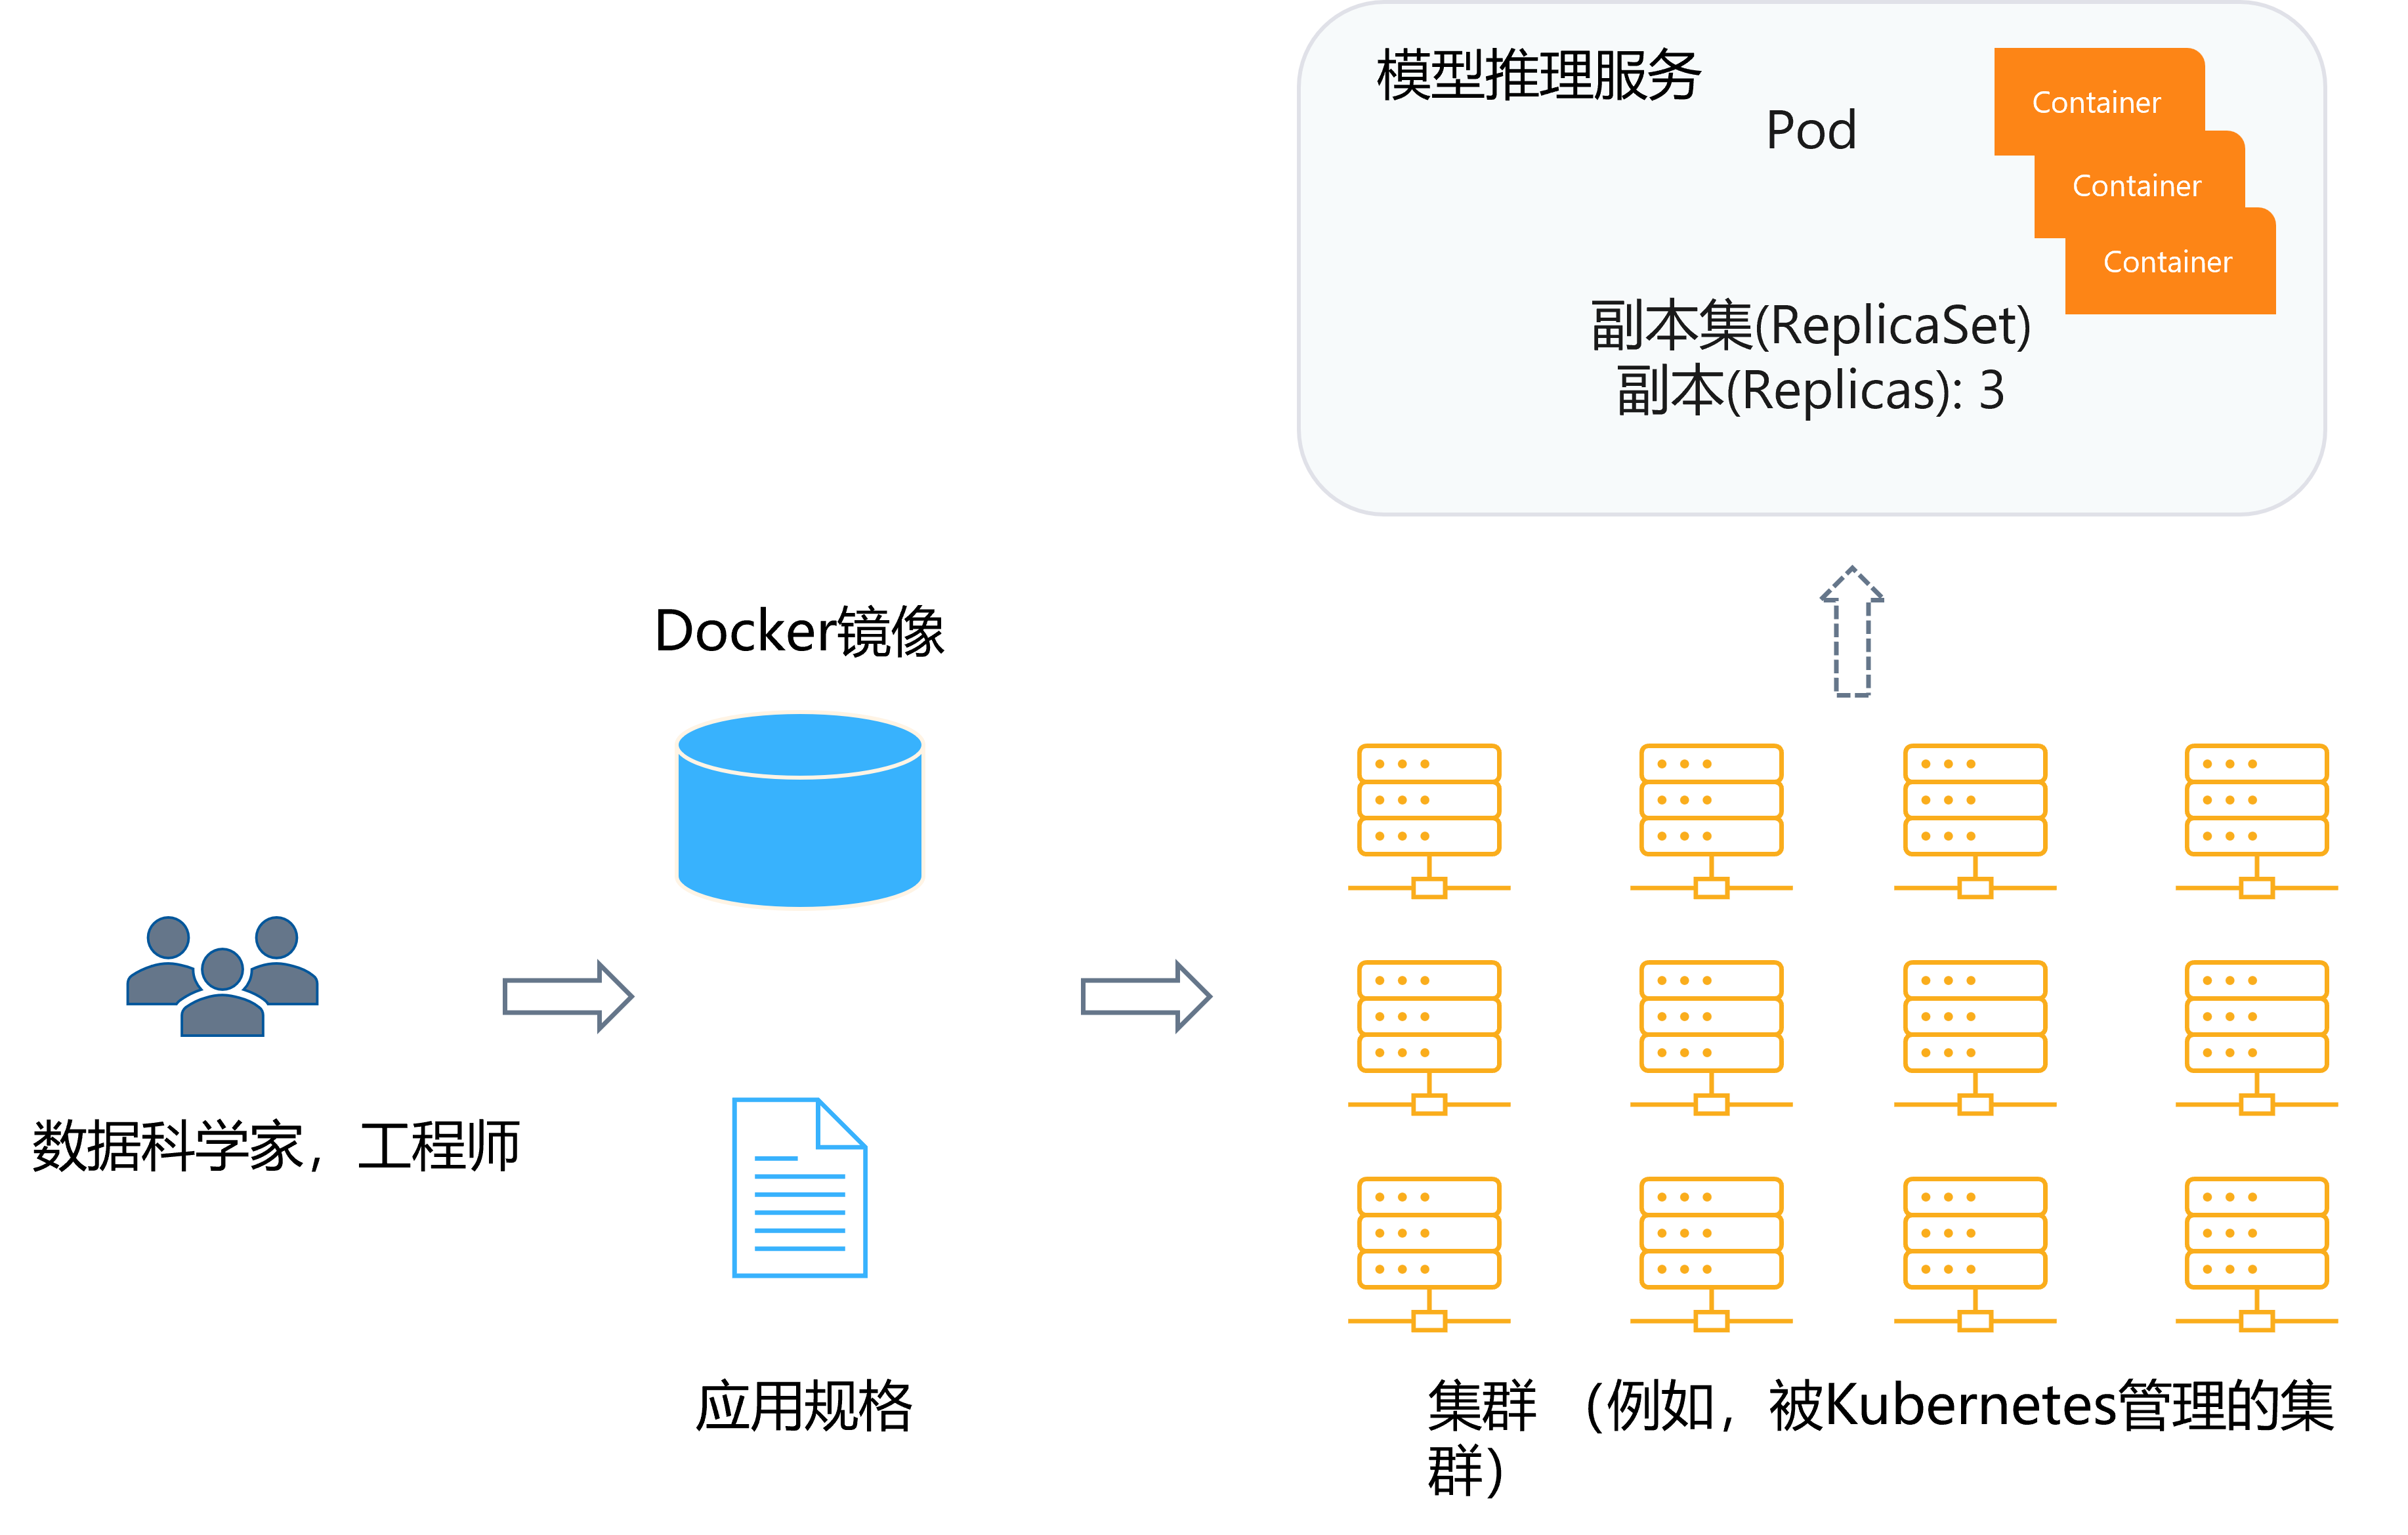 模型推理服务
Pod
Container
Container
Container
副本集(ReplicaSet)
副本(Replicas): 3
Docker镜像
数据科学家，工程师
应用规格
集群（例如，被Kubernetes管理的集
群）